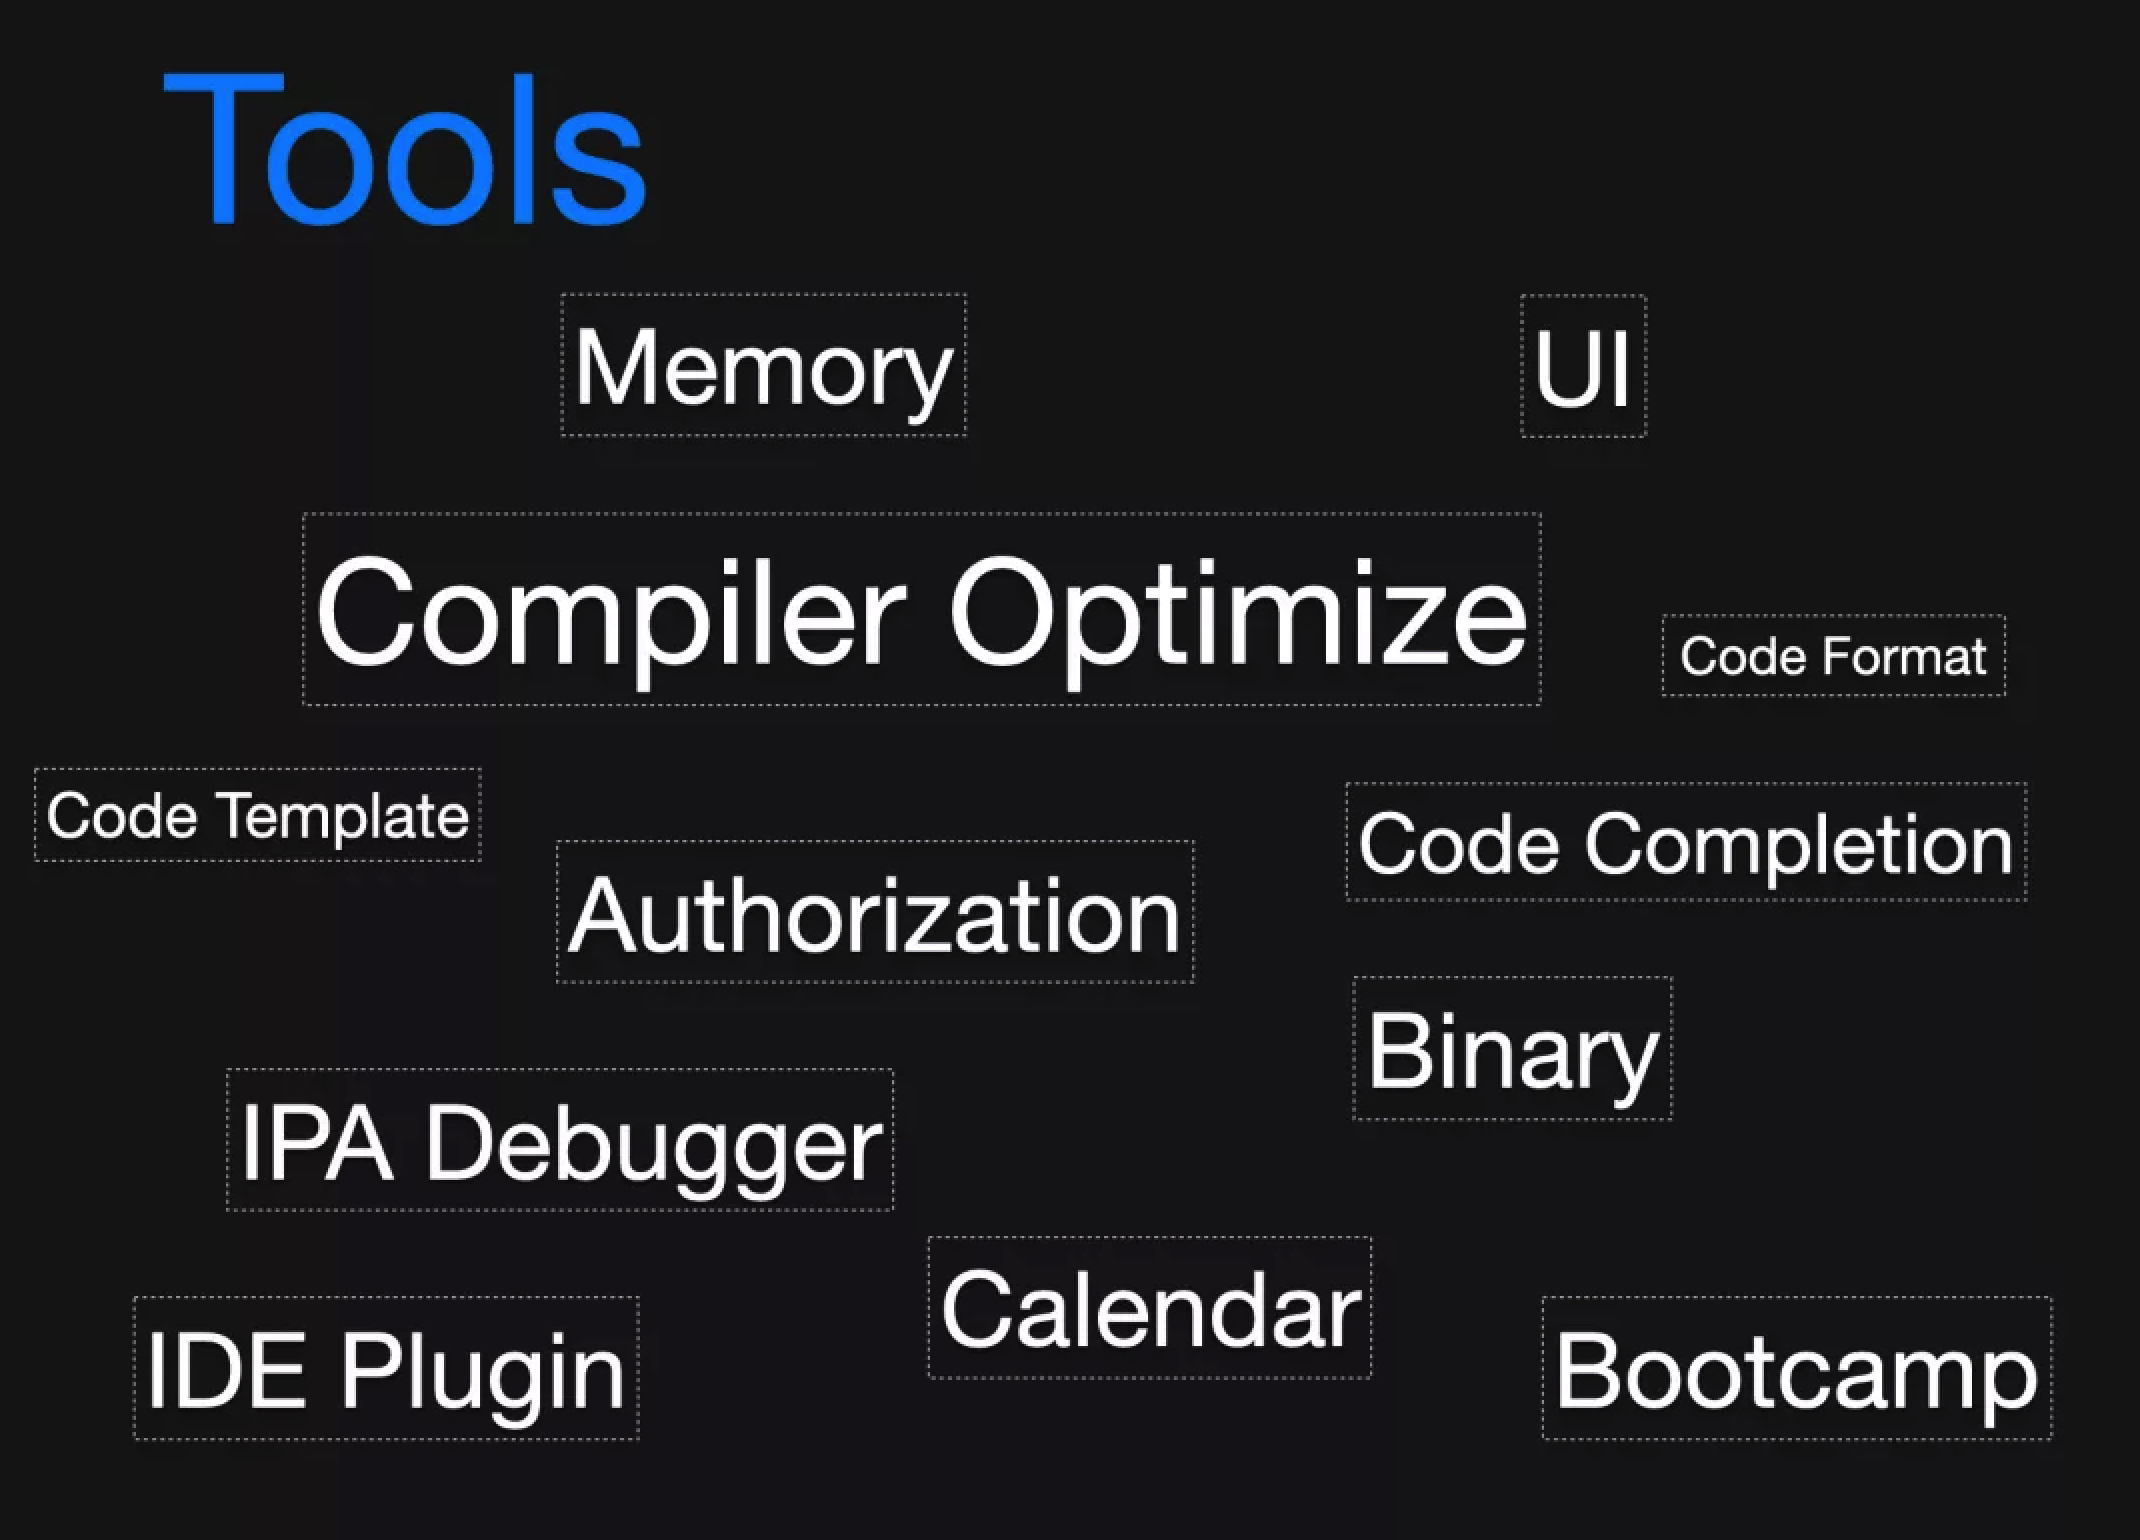 Tools
Memory
UI
Compiler Optimize
Code Format
Code Template
Code Completion
Authorization
Binary
IPA Debugger
Calendar
IDE Plugin
Bootcamp